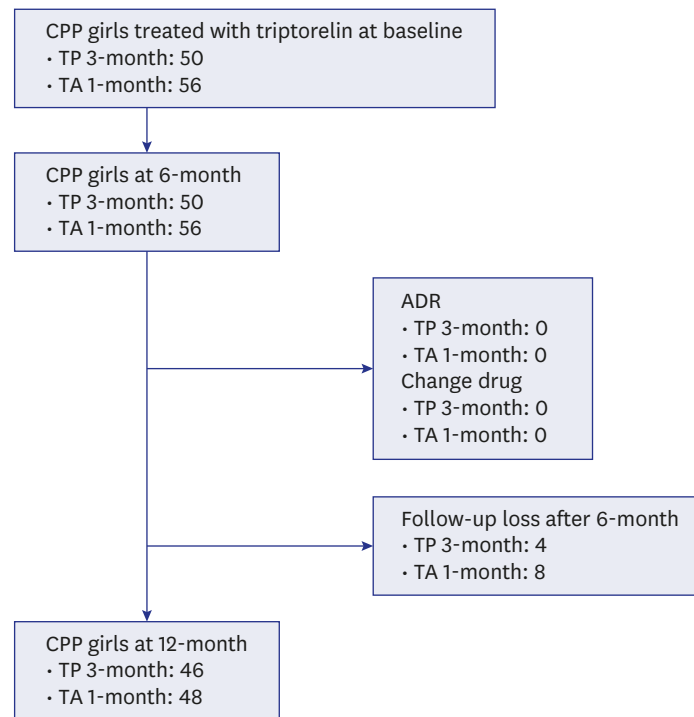 CPP girls treated with triptorelin at baseline
• TP 3-month: 50
• TA 1-month: 56
CPP girls at 6-month
• TP 3-month: 50
• TA 1-month: 56
ADR
• TP 3-month: 0
• TA 1-month: 0
Change drug
• TP 3-month: 0
• TA 1-month: 0
Follow-up loss after 6-month
• TP 3-month: 4
• TA 1-month: 8
CPP girls at 12-month
• TP 3-month: 46
• TA 1-month: 48